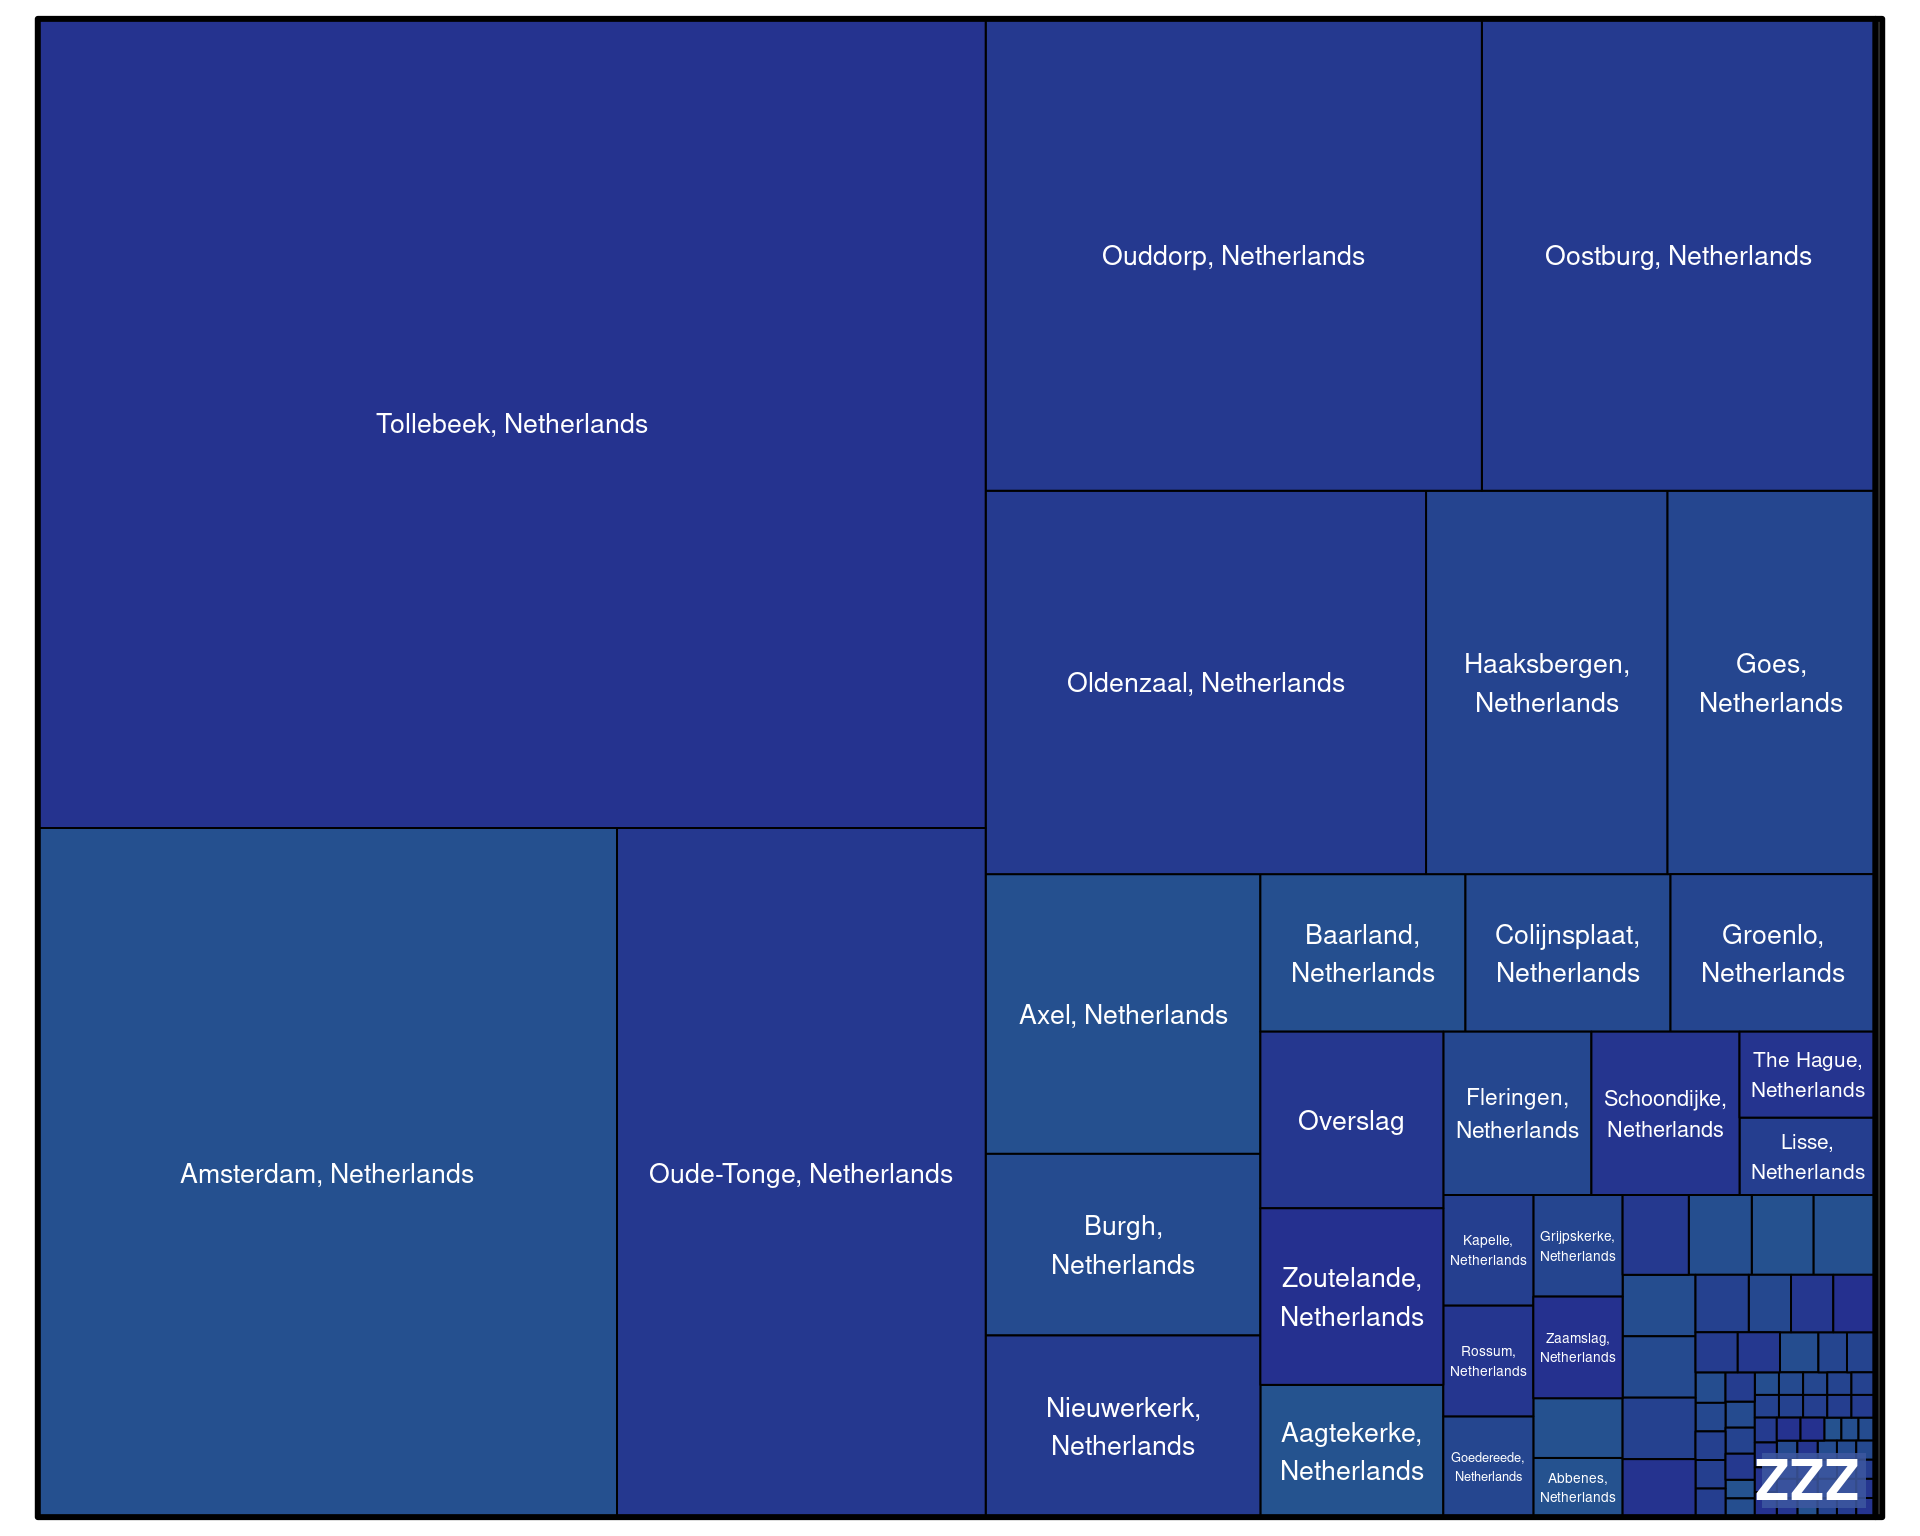 Tollebeek, Netherlands
Ouddorp, Netherlands
Oostburg, Netherlands
Oldenzaal, Netherlands
Haaksbergen,
Netherlands
Goes,
Netherlands
Amsterdam, Netherlands
Oude-Tonge, Netherlands
Axel, Netherlands
Baarland,
Netherlands
Colijnsplaat,
Netherlands
Groenlo,
Netherlands
Burgh,
Netherlands
Nieuwerkerk,
Netherlands
Overslag
Zoutelande,
Netherlands
Aagtekerke,
Netherlands
Fleringen,
Netherlands
Schoondijke,
Netherlands
The Hague,
Netherlands
Lisse,
Netherlands
Kapelle,
Netherlands
Grijpskerke,
Netherlands
Rossum,
Netherlands
Zaamslag,
Netherlands
Goedereede,
Netherlands
Abbenes,
Netherlands
ZZZ